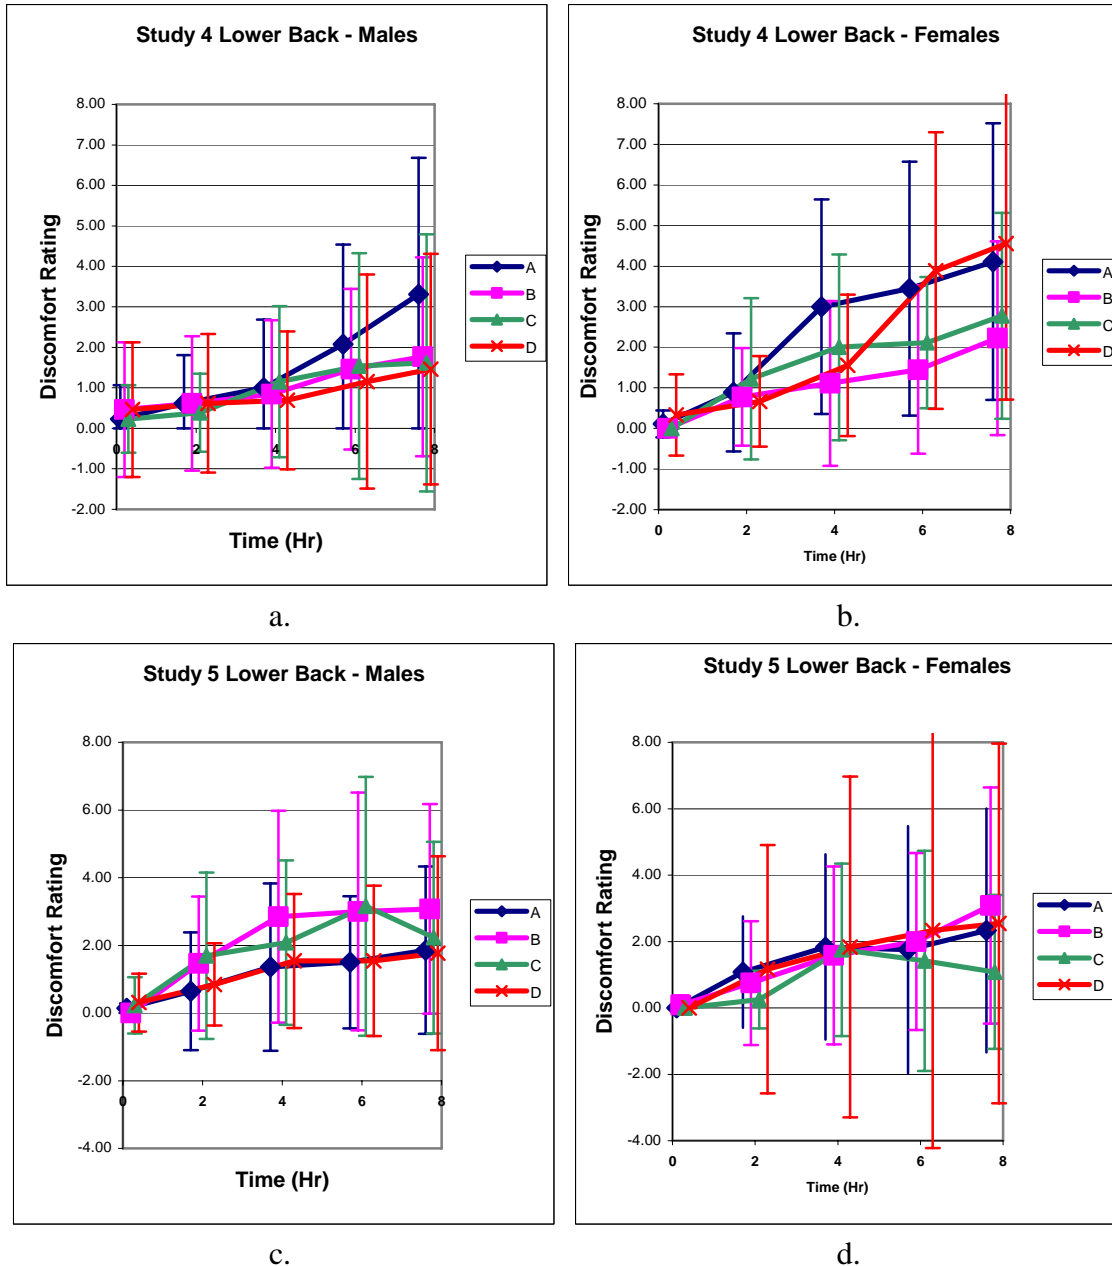 Study 4 Lower Back - Males
8.00
7.00
6.00
5.00
4.00
3.00
2.00
1.00
0.00
-1.00
-2.00
0 2 4 6 8
Discomfort Rating
Time (Hr)
A
B
C
D
a.
Study 4 Lower Back - Females
8.00
7.00
6.00
5.00
4.00
3.00
2.00
1.00
0.00
-1.00
-2.00
0 2 4 6 8
Discomfort Rating
Time (Hr)
A
B
C
D
b.
Study 5 Lower Back - Males
8.00
6.00
4.00
2.00
0.00
-2.00
-4.00
0 2 4 6 8
Discomfort Rating
Time (Hr)
A
B
C
D
c.
Study 5 Lower Back - Females
8.00
6.00
4.00
2.00
0.00
-2.00
-4.00
0 2 4 6 8
Discomfort Rating
Time (Hr)
A
B
C
D
d.